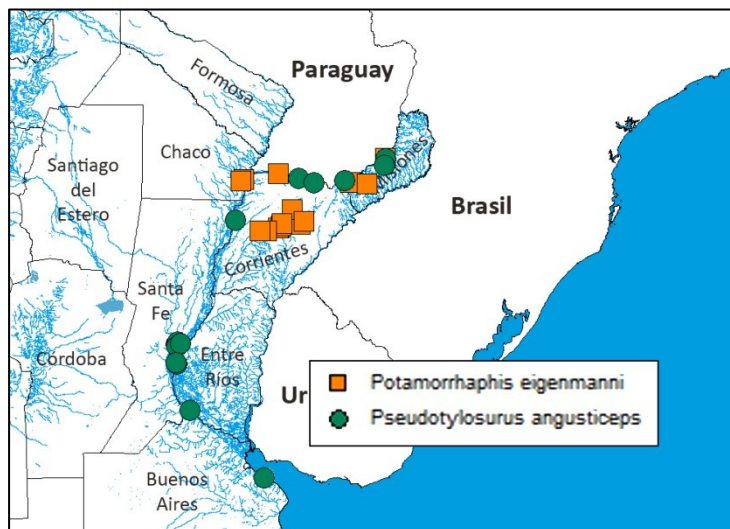 Paraguay
Formosa
Chaco
Misiones
Santiago
del
Estero
Brasil
Corrientes
Santa
Fe
Córdoba
Entre
Ríos
Ur
Potamorrhaphis eigenmanni
Pseudotylosurus angusticeps
Buenos
Aires